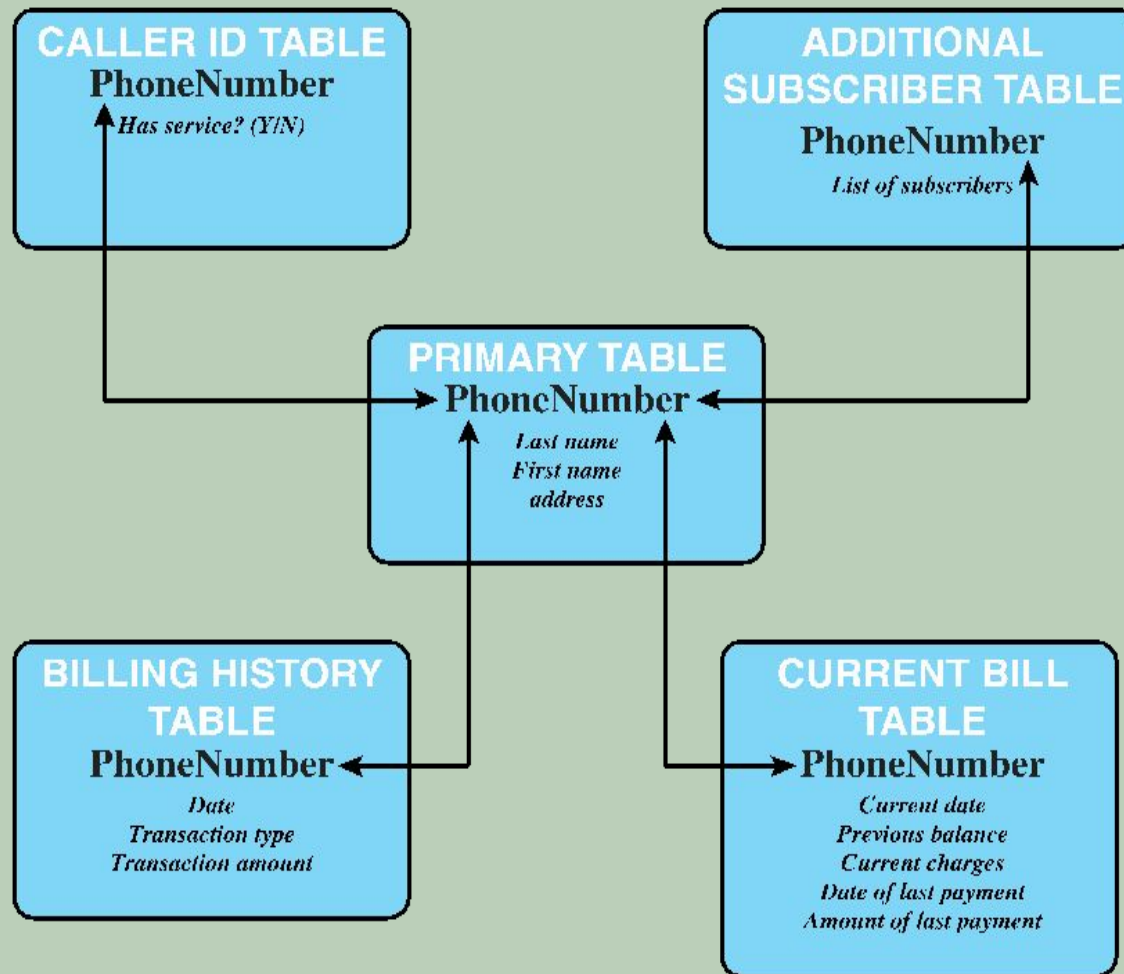 CALLER ID TABLE
PhoneNumber
Has service? (Y/N)
ADDITIONAL
SUBSCRIBER TABLE
PhoneNumber
List of subscribers
PRIMARY TABLE
PhoneNumber
Last name
First name
address
BILLING HISTORY
TABLE
PhoneNumber
Date
Transaction type
Transaction amount
CURRENT BILL
TABLE
PhoneNumber
Current date
Previous balance
Current charges
Date of last payment
Amount of last payment